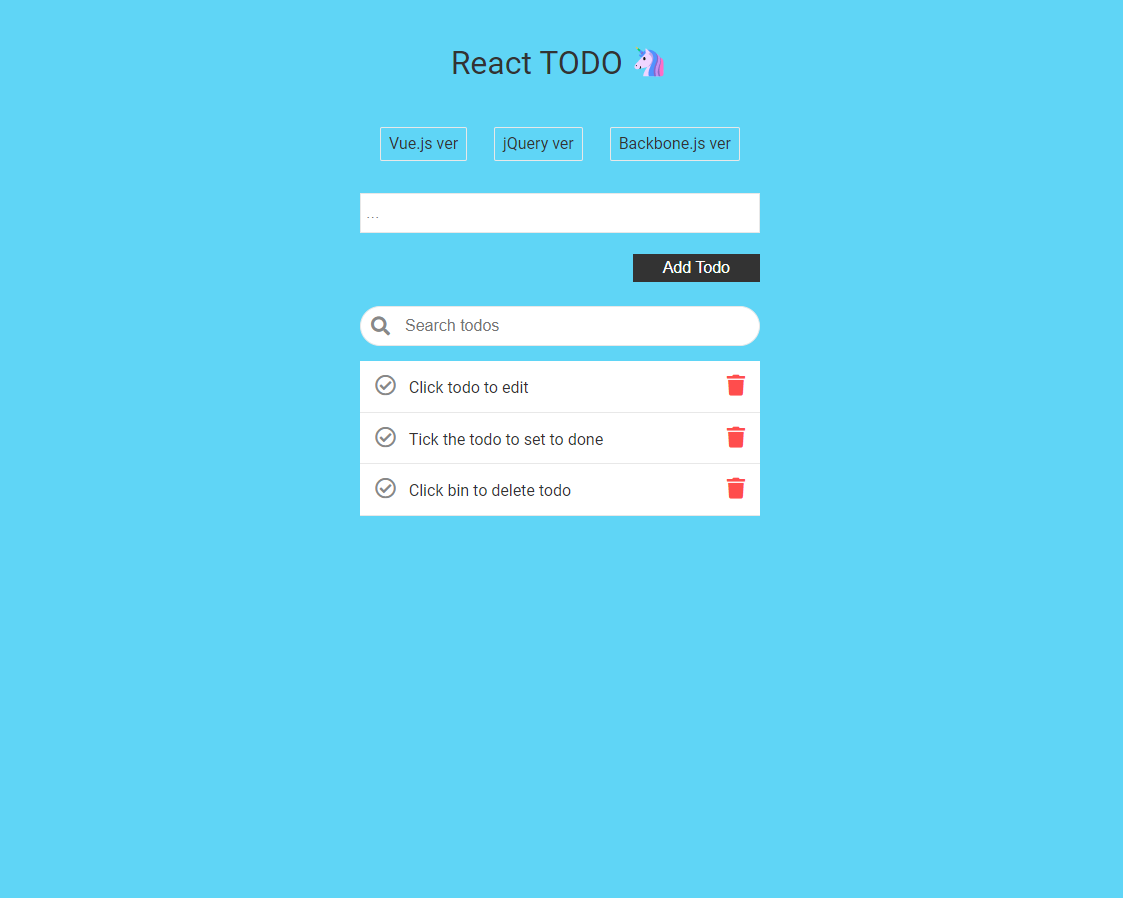 React TODO 🦄
Vue.js ver jQuery ver Backbone.js ver
...
Add Todo
Search todos
Click todo to edit
Tick the todo to set to done
Click bin to delete todo